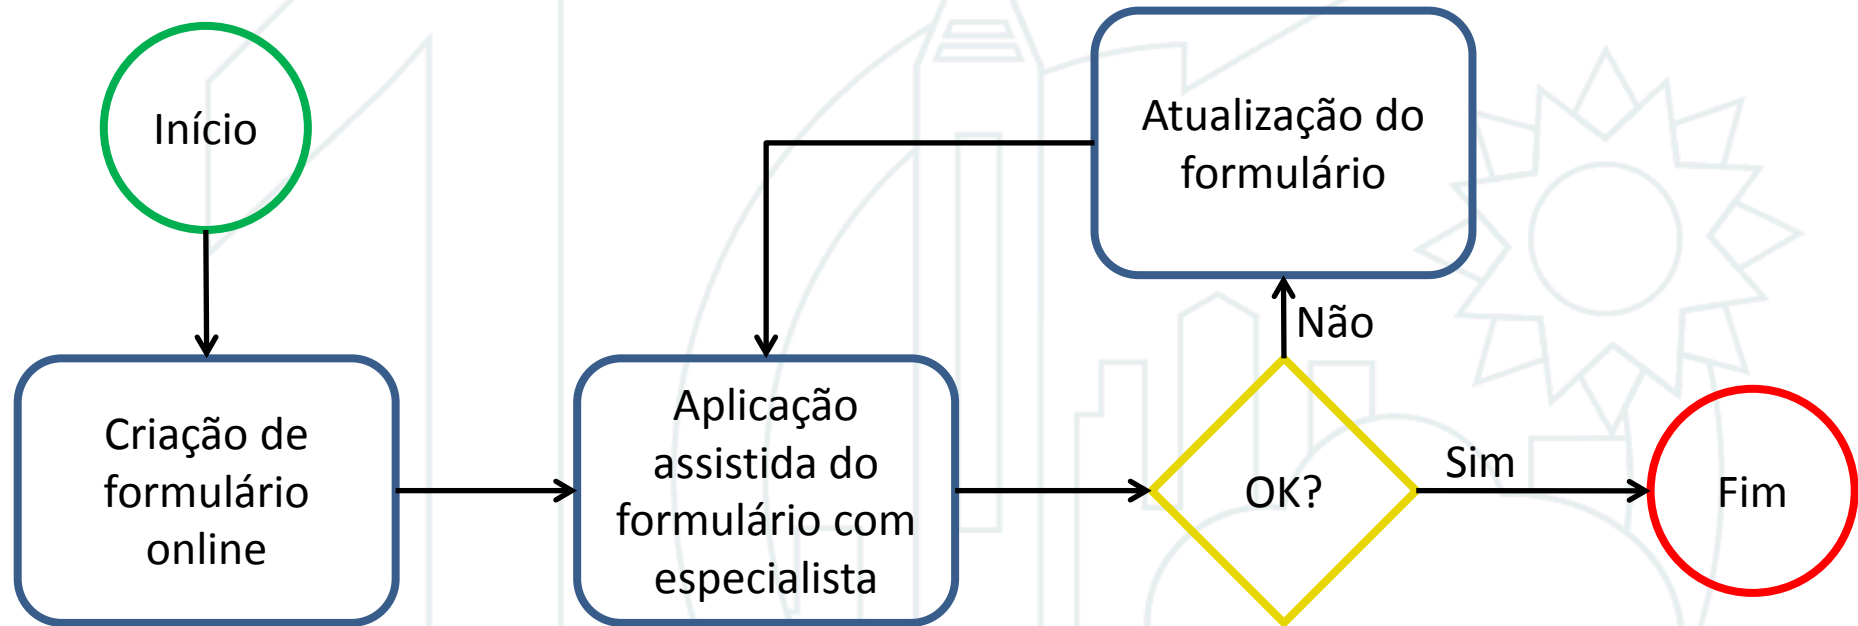 Início
Atualização do
formulário
Não
Criação de
formulário
online
Aplicação
assistida do
formulário com
especialista
OK?
Sim
Fim